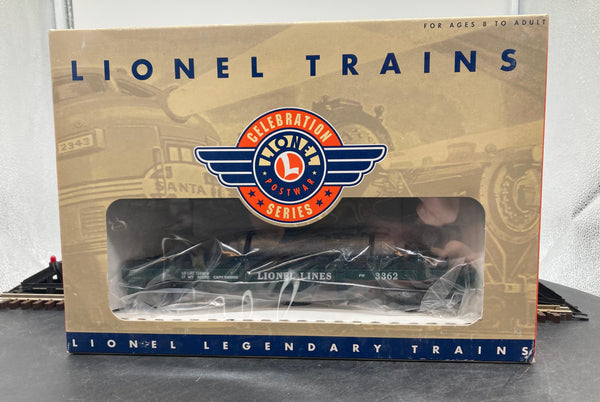 FOR AGES 8 TO ADULT
LIONEL TRAINS
2343
SANTA
CELEBRATION
LIONEL
L
POSTWAR
SERIES
LIONEL LINES
3362
LIONEL LEGENDARY TRAINS